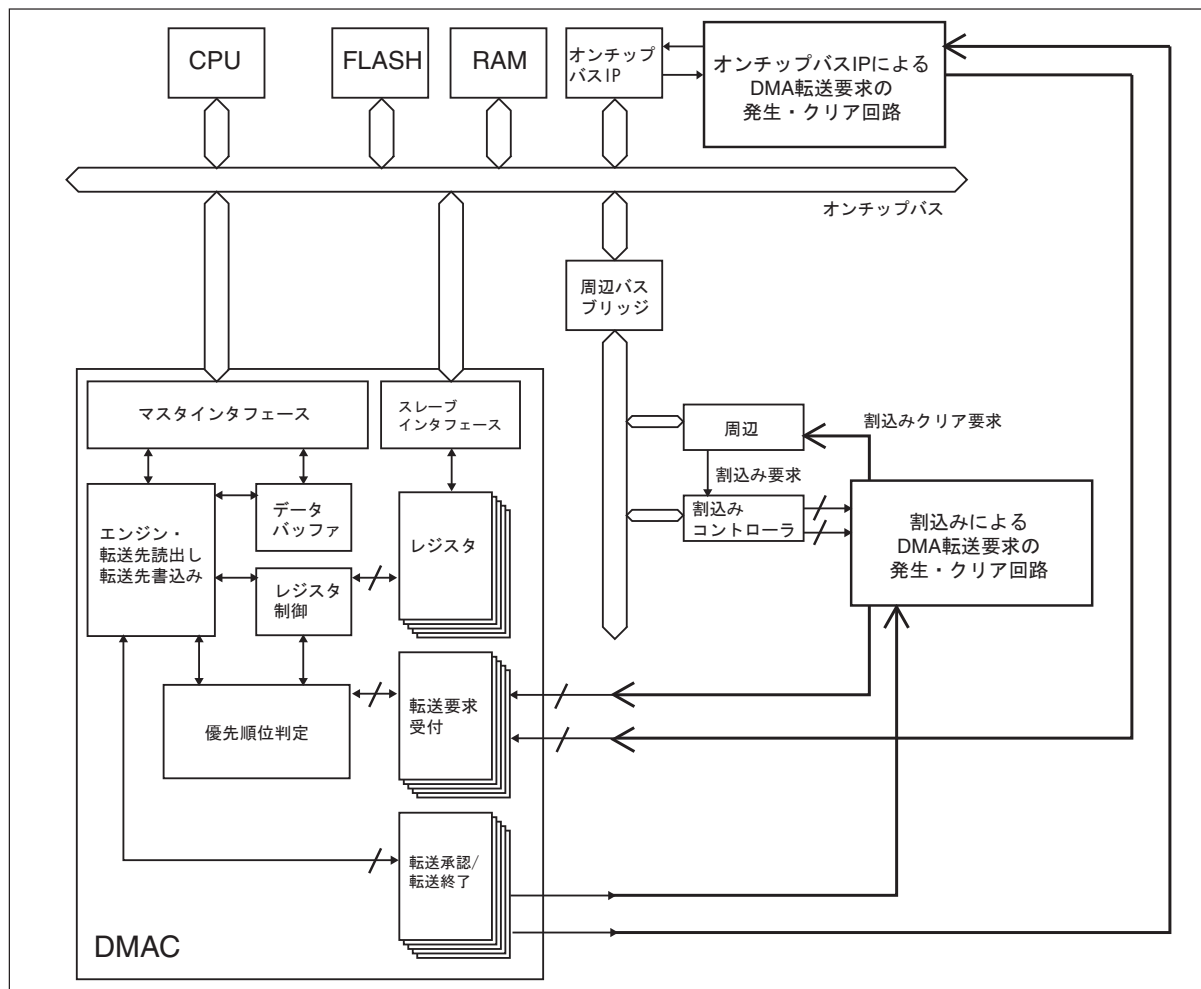 CPU
FLASH
RAM
オンチップ
バスIP
オンチップバスIPによる
DMA転送要求の
発生・クリア回路
オンチップバス
周辺バス
ブリッジ
マスタインタフェース
スレーブ
インタフェース
周辺
割込みクリア要求
割込み要求
エンジン・
転送先読出し
転送先書込み
データ
バッファ
レジスタ
割込み
コントローラ
割込みによる
DMA転送要求の
発生・クリア回路
レジスタ
制御
優先順位判定
転送要求
受付
転送承認/
転送終了
DMAC